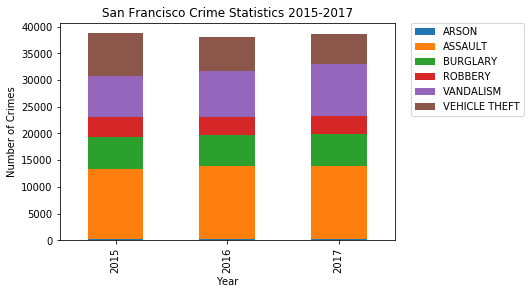 San Francisco Crime Statistics 2015-2017
40000
35000
30000
25000
20000
15000
10000
5000
0
Number of Crimes
2015
2016
2017
Year
ARSON
ASSAULT
BURGLARY
ROBBERY
VANDALISM
VEHICLE THEFT